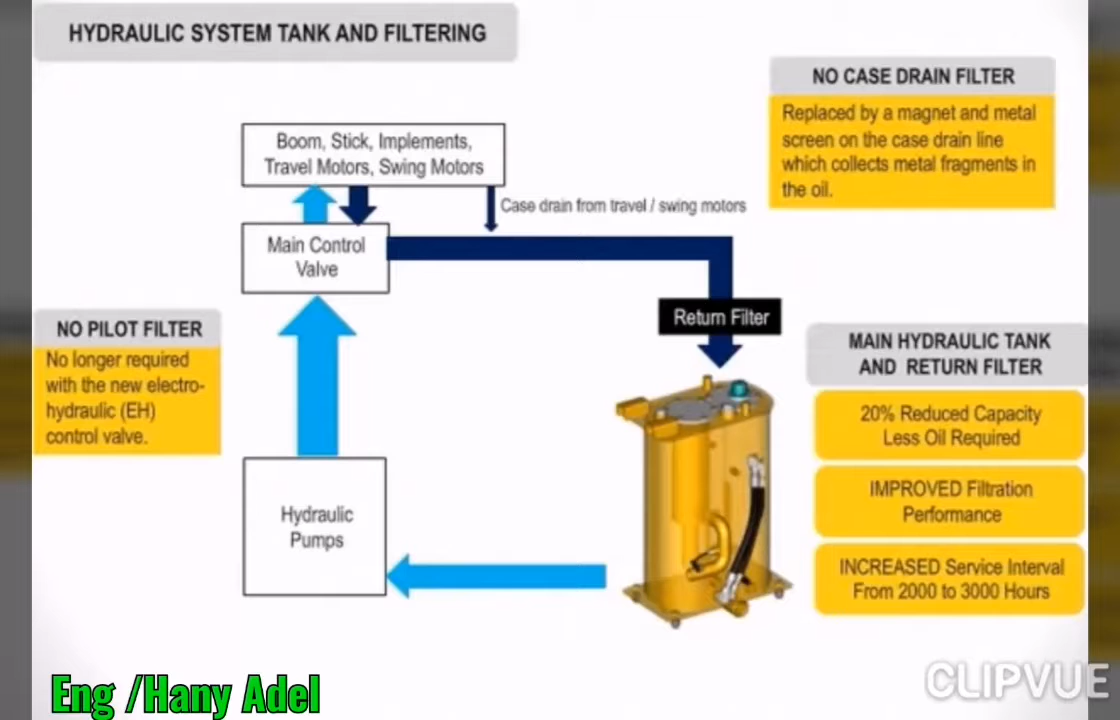 HYDRAULIC SYSTEM TANK AND FILTERING
NO CASE DRAIN FILTER
Replaced by a magnet and metal
screen on the case drain line
which collects metal fragments in
the oil.
Boom, Stick, Implements,
Travel Motors, Swing Motors
Case drain from travel / swing motors
Main Control
Valve
Return Filter
NO PILOT FILTER
No longer required
with the new electro-
hydraulic (EH)
control valve.
MAIN HYDRAULIC TANK
AND RETURN FILTER
20% Reduced Capacity
Less Oil Required
IMPROVED Filtration
Performance
INCREASED Service Interval
From 2000 to 3000 Hours
Hydraulic
Pumps
Eng /Hany Adel
CLIPVUE